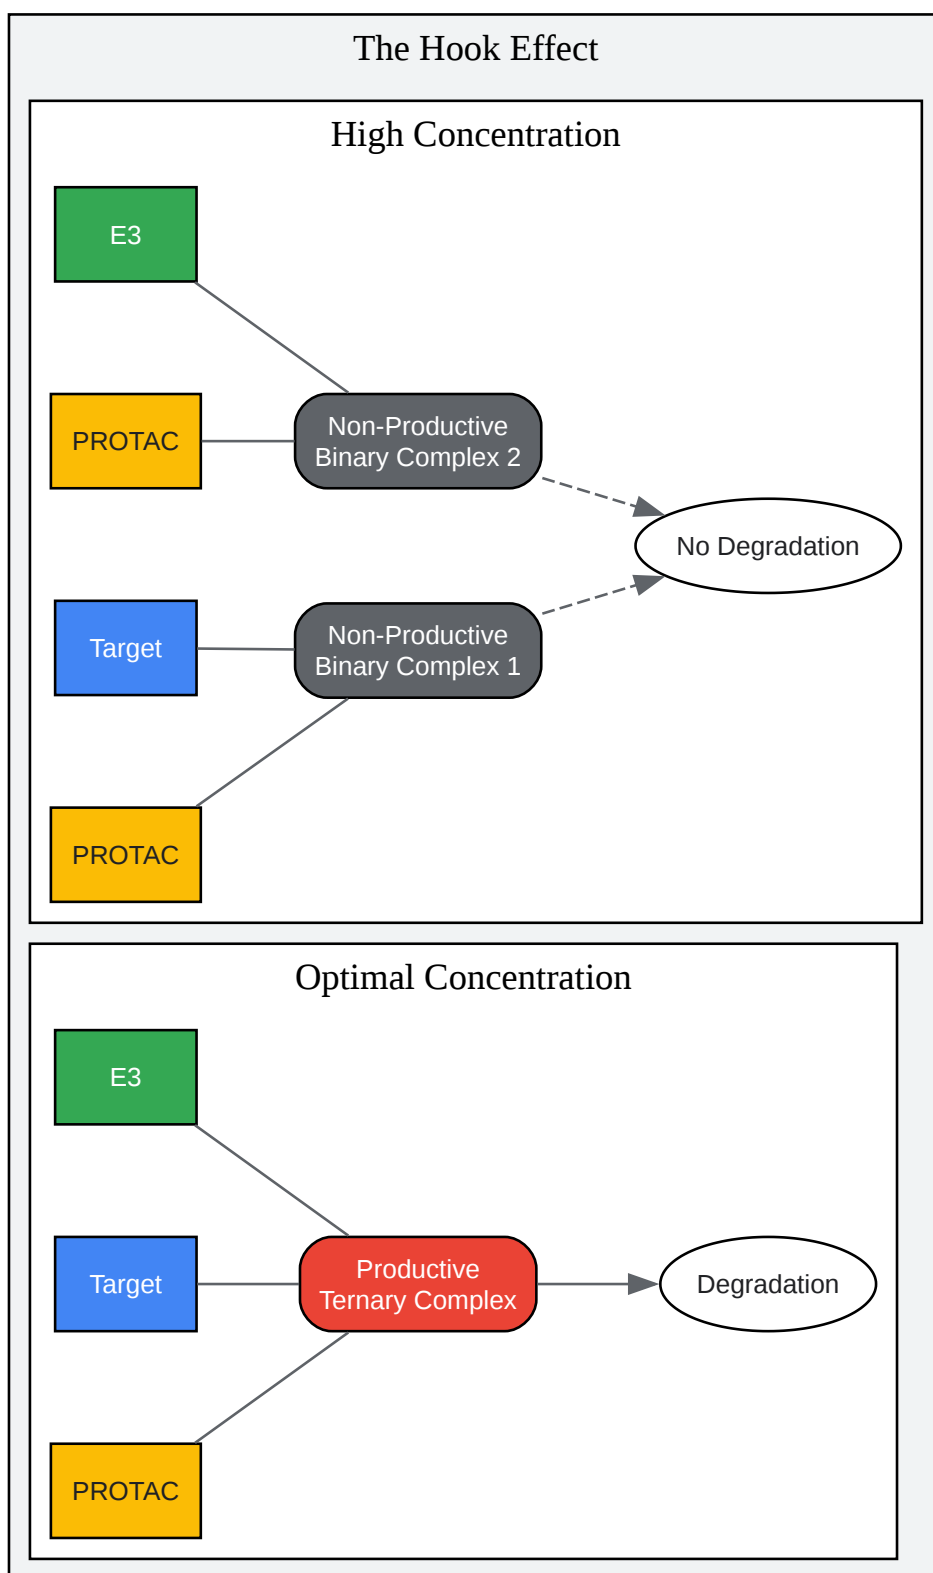 The Hook Effect
High Concentration
E3
PROTAC
Non-Productive
Binary Complex 2
No Degradation
Target
Non-Productive
Binary Complex 1
PROTAC
Optimal Concentration
E3
Target
Productive
Ternary Complex
Degradation
PROTAC